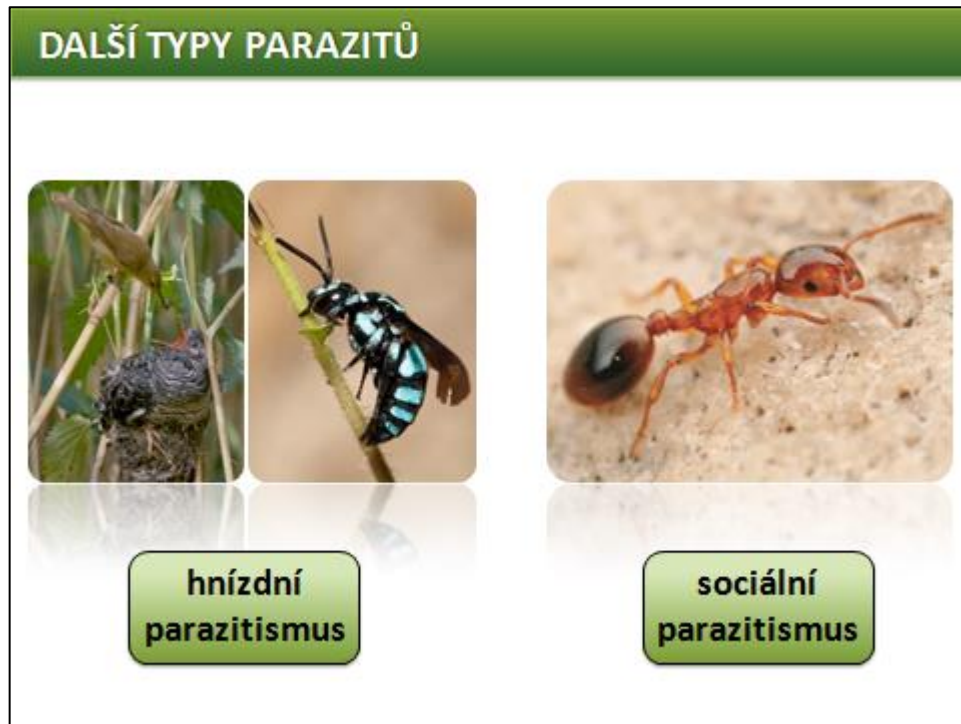 DALŠÍ TYPY PARAZITŮ
hnízdní
parazitismus
sociální
parazitismus